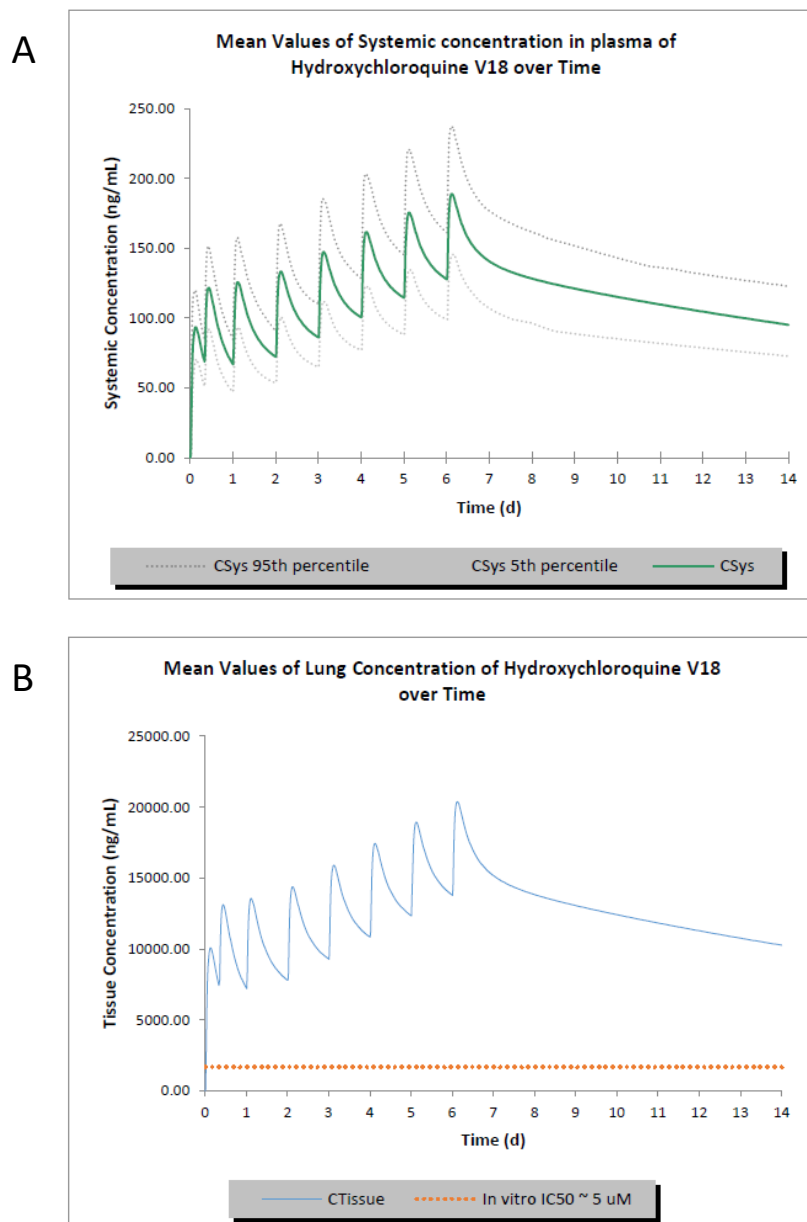 A
Mean Values of Systemic concentration in plasma of
Hydroxychloroquine V18 over Time
Systemic Concentration (ng/mL)
250.00
200.00
150.00
100.00
50.00
0.00
0 1 2 3 4 5 6 7 8 9 10 11 12 13 14
Time (d)
CSys 95th percentile CSys 5th percentile CSys
B
Mean Values of Lung Concentration of Hydroxychloroquine V18
over Time
Tissue Concentration (ng/mL)
25000.00
20000.00
15000.00
10000.00
5000.00
0.00
0 1 2 3 4 5 6 7 8 9 10 11 12 13 14
Time (d)
CTissue In vitro IC50 ~ 5 uM